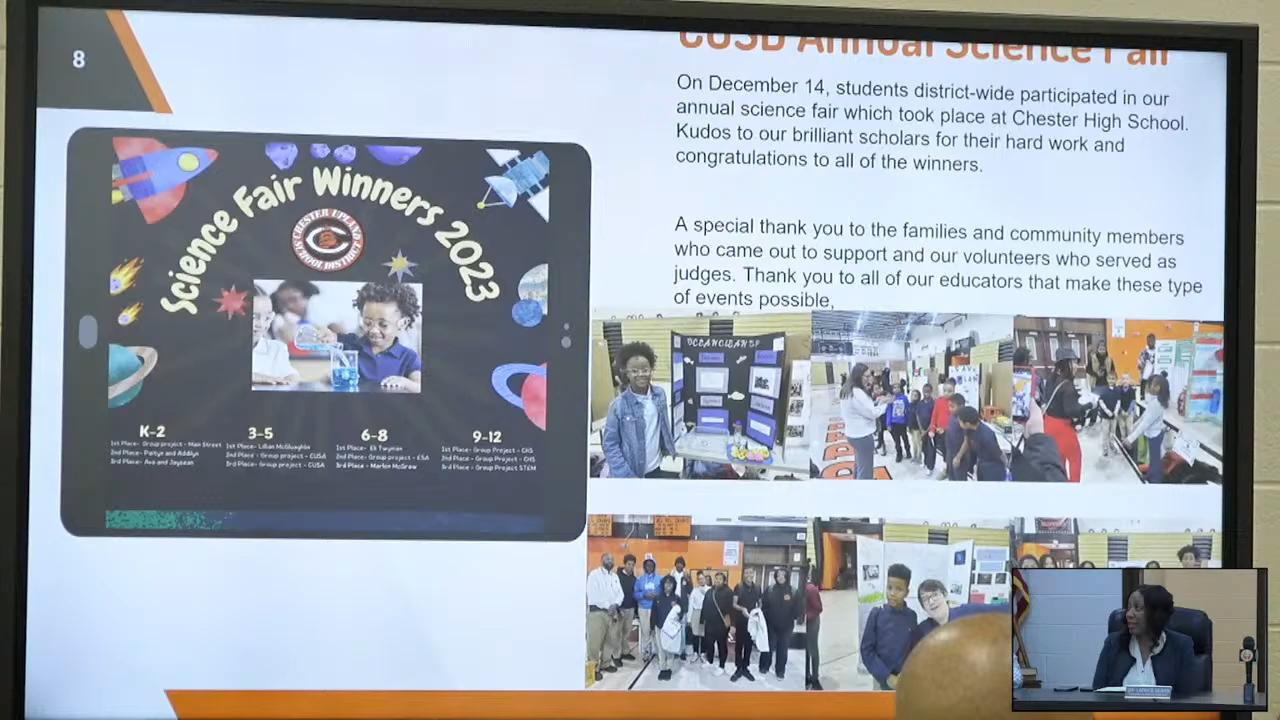 8
CUSD Annual Science Fair
On December 14, students district-wide participated in our
annual science fair which took place at Chester High School.
Kudos to our brilliant scholars for their hard work and
congratulations to all of the winners.
A special thank you to the families and community members
who came out to support and our volunteers who served as
judges. Thank you to all of our educators that make these type
of events possible,
Science Fair Winners 2023
CHESTER UPLAND
SCHOOL DISTRICT
K-2
1st Place- Group project - Main Street
2nd Place- Paityn and Addilyn
3rd Place- Ava and Jaydean
3-5
1st Place- Lillian McGlaughlin
2nd Place - Group project - CUSA
3rd Place- Group project - CUSA
6-8
1st Place - Eli Twyman
2nd Place - Group project - ESA
3rd Place - Marlon McGraw
9-12
1st Place - Group Project - CHS
2nd Place - Group Project - CHS
3rd Place - Group Project STEM
OCEAN CLEAN UP